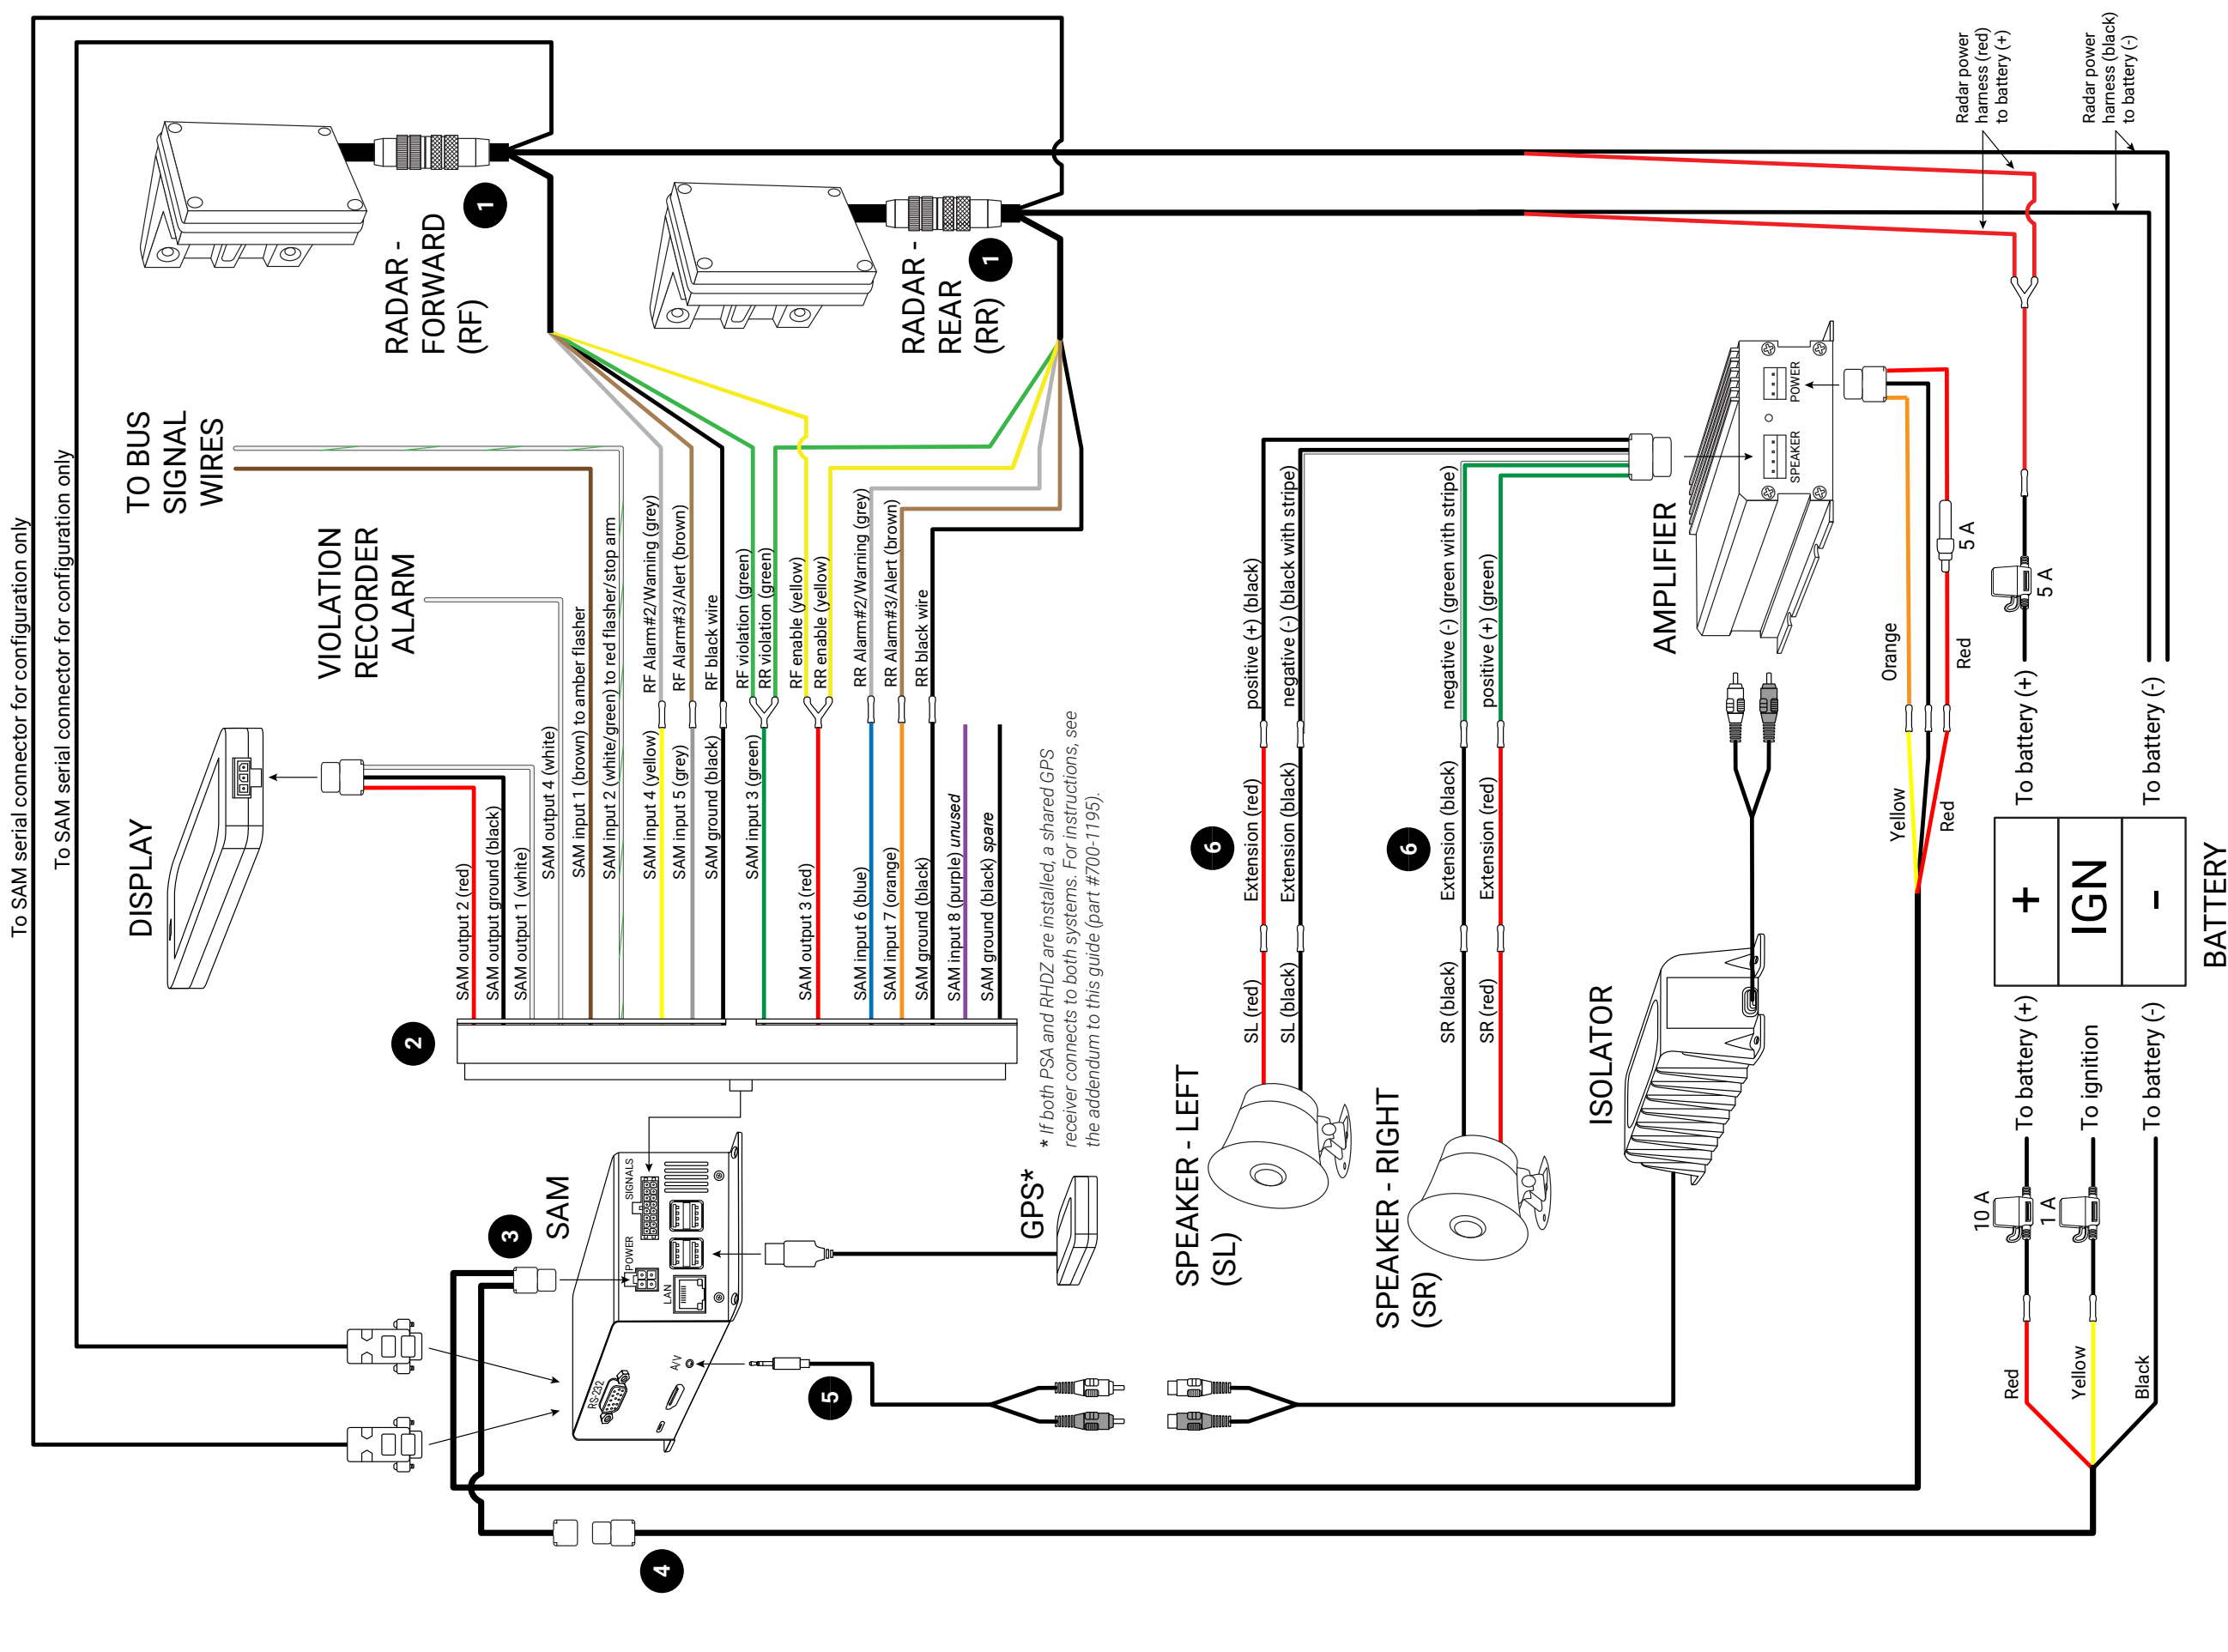 To SAM serial connector for configuration only
To SAM serial connector for configuration only
DISPLAY
VIOLATION
RECORDER
ALARM
TO BUS
SIGNAL
WIRES
RADAR -
FORWARD
(RF)
1
RADAR -
REAR
(RR)
1
Radar power
harness (red)
to battery (+)
Radar power
harness (black)
to battery (-)
2
SAM output 2 (red)
SAM output ground (black)
SAM output 1 (white)
SAM output 4 (white)
SAM input 1 (brown) to amber flasher
SAM input 2 (white/green) to red flasher/stop arm
SAM input 4 (yellow)
RF Alarm#2/Warning (grey)
SAM input 5 (grey)
RF Alarm#3/Alert (brown)
SAM ground (black)
RF black wire
SAM input 3 (green)
RF violation (green)
RR violation (green)
SAM output 3 (red)
RF enable (yellow)
RR enable (yellow)
SAM input 6 (blue)
RR Alarm#2/Warning (grey)
SAM input 7 (orange)
RR Alarm#3/Alert (brown)
SAM ground (black)
RR black wire
SAM input 8 (purple) unused
SAM ground (black) spare
* If both PSA and RHDZ are installed, a shared GPS
receiver connects to both systems. For instructions, see
the addendum to this guide (part #700-1195).
3
SAM
SIGNALS
POWER
LAN
RS-232
A/V
GPS*
4
5
SPEAKER - LEFT
(SL)
SL (red)
Extension (red)
positive (+) (black)
SL (black)
Extension (black)
negative (-) (black with stripe)
6
SPEAKER - RIGHT
(SR)
SR (black)
Extension (black)
negative (-) (green with stripe)
SR (red)
Extension (red)
positive (+) (green)
6
ISOLATOR
AMPLIFIER
SPEAKER
POWER
Yellow
Orange
Red
Red
5 A
5 A
To battery (+)
To battery (-)
+
IGN
-
BATTERY
To battery (+)
To ignition
To battery (-)
10 A
1 A
Red
Yellow
Black